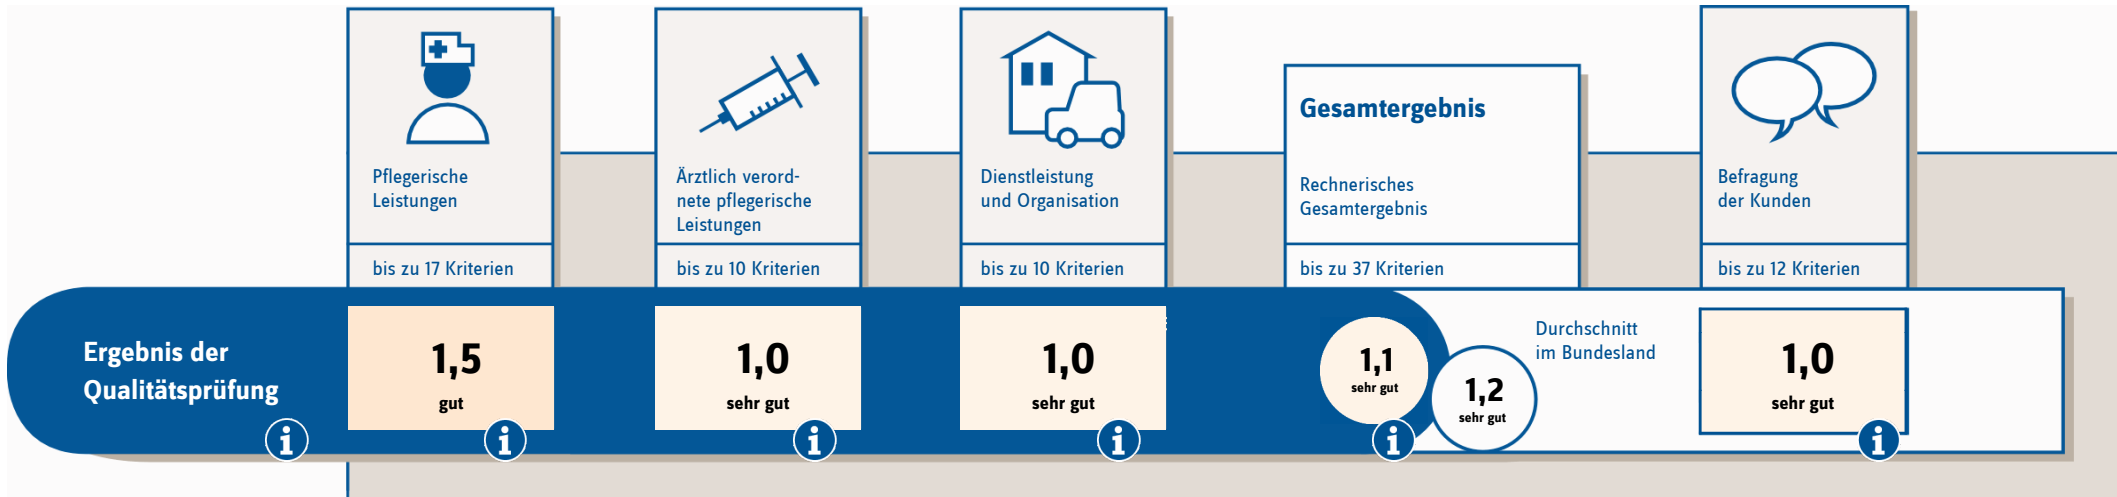 Pflegerische
Leistungen
bis zu 17 Kriterien
Ärztlich verord-
nete pflegerische
Leistungen
bis zu 10 Kriterien
Dienstleistung
und Organisation
bis zu 10 Kriterien
Gesamtergebnis
Rechnerisches
Gesamtergebnis
bis zu 37 Kriterien
Befragung
der Kunden
bis zu 12 Kriterien
Ergebnis der
Qualitätsprüfung
i
1,5
gut
i
1,0
sehr gut
i
1,0
sehr gut
i
1,1
sehr gut
i
1,2
sehr gut
Durchschnitt
im Bundesland
1,0
sehr gut
i